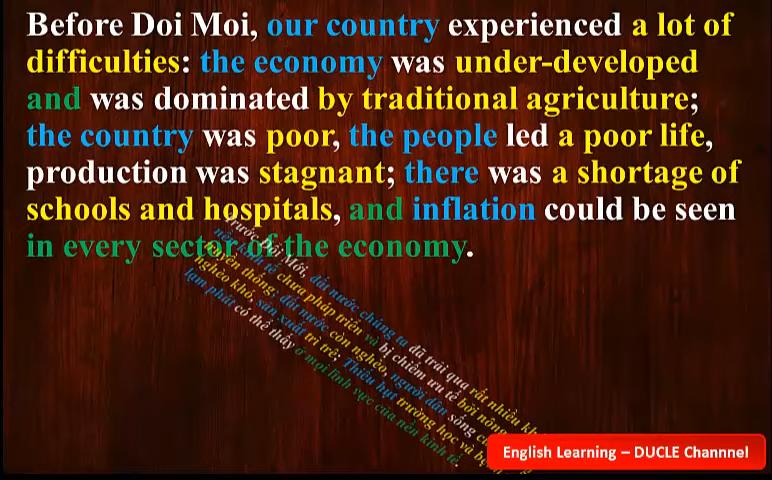 Before Doi Moi, our country experienced a lot of
difficulties: the economy was under-developed
and was dominated by traditional agriculture;
the country was poor, the people led a poor life,
production was stagnant; there was a shortage of
schools and hospitals, and inflation could be seen
in every sector of the economy.
Trước Đổi Mới, đất nước chúng ta đã trải qua rất nhiều
nền kinh tế chưa pháp triển và bị chiếm ưu tế bởi nông
truyền thống; đất nước còn nghèo, người dân sống
nghèo khó, sản xuất trì trệ; Thiếu hụt trường học và
lạm phát có thể thấy ở mọi lĩnh vực của nền kinh tế.
English Learning – DUCLE Channnel